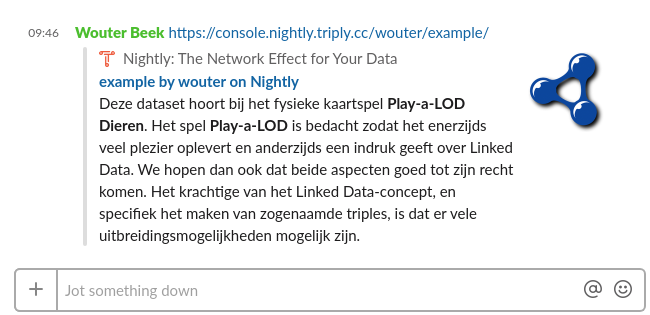 09:46 Wouter Beek https://console.nightly.triply.cc/wouter/example/
Nightly: The Network Effect for Your Data
example by wouter on Nightly
Deze dataset hoort bij het fysieke kaartspel Play-a-LOD
Dieren. Het spel Play-a-LOD is bedacht zodat het enerzijds
veel plezier oplevert en anderzijds een indruk geeft over Linked
Data. We hopen dan ook dat beide aspecten goed tot zijn recht
komen. Het krachtige van het Linked Data-concept, en
specifiek het maken van zogenaamde triples, is dat er vele
uitbreidingsmogelijkheden mogelijk zijn.
Jot something down